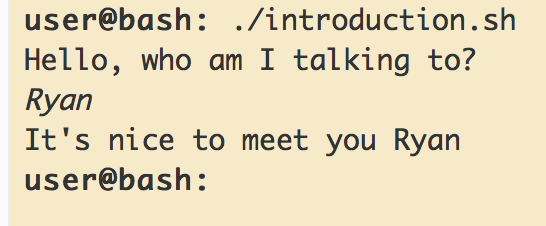 user@bash: ./introduction.sh
Hello, who am I talking to?
Ryan
It's nice to meet you Ryan
user@bash: